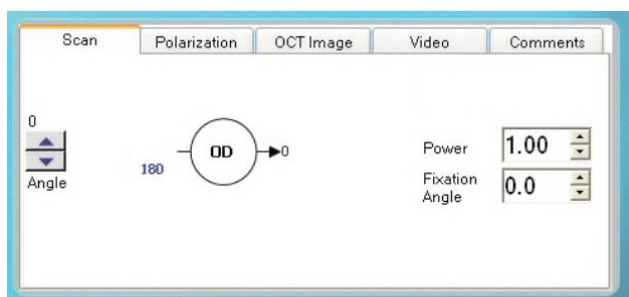 Scan Polarization OCT Image Video Comments
0
Angle
180 OD 0
Power 1.00
Fixation
Angle 0.0